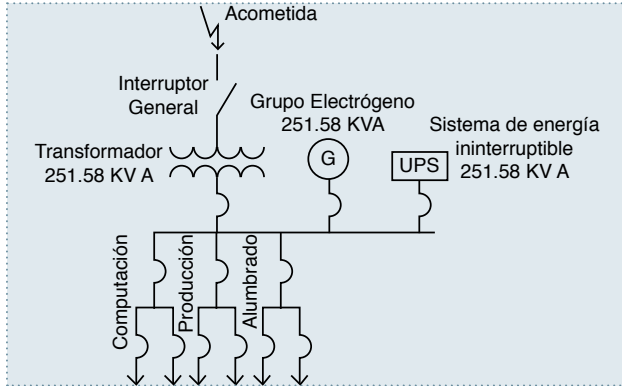 Acometida
Interruptor
General
Grupo Electrógeno
251.58 KVA
Sistema de energía
ininterruptible
251.58 KV A
Transformador
251.58 KV A
G
UPS
Computación
Producción
Alumbrado